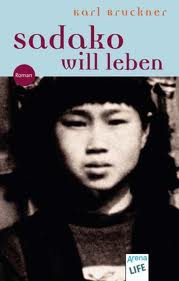 Karl Bruckner
sadako
will leben
Roman
Arena
LIFE